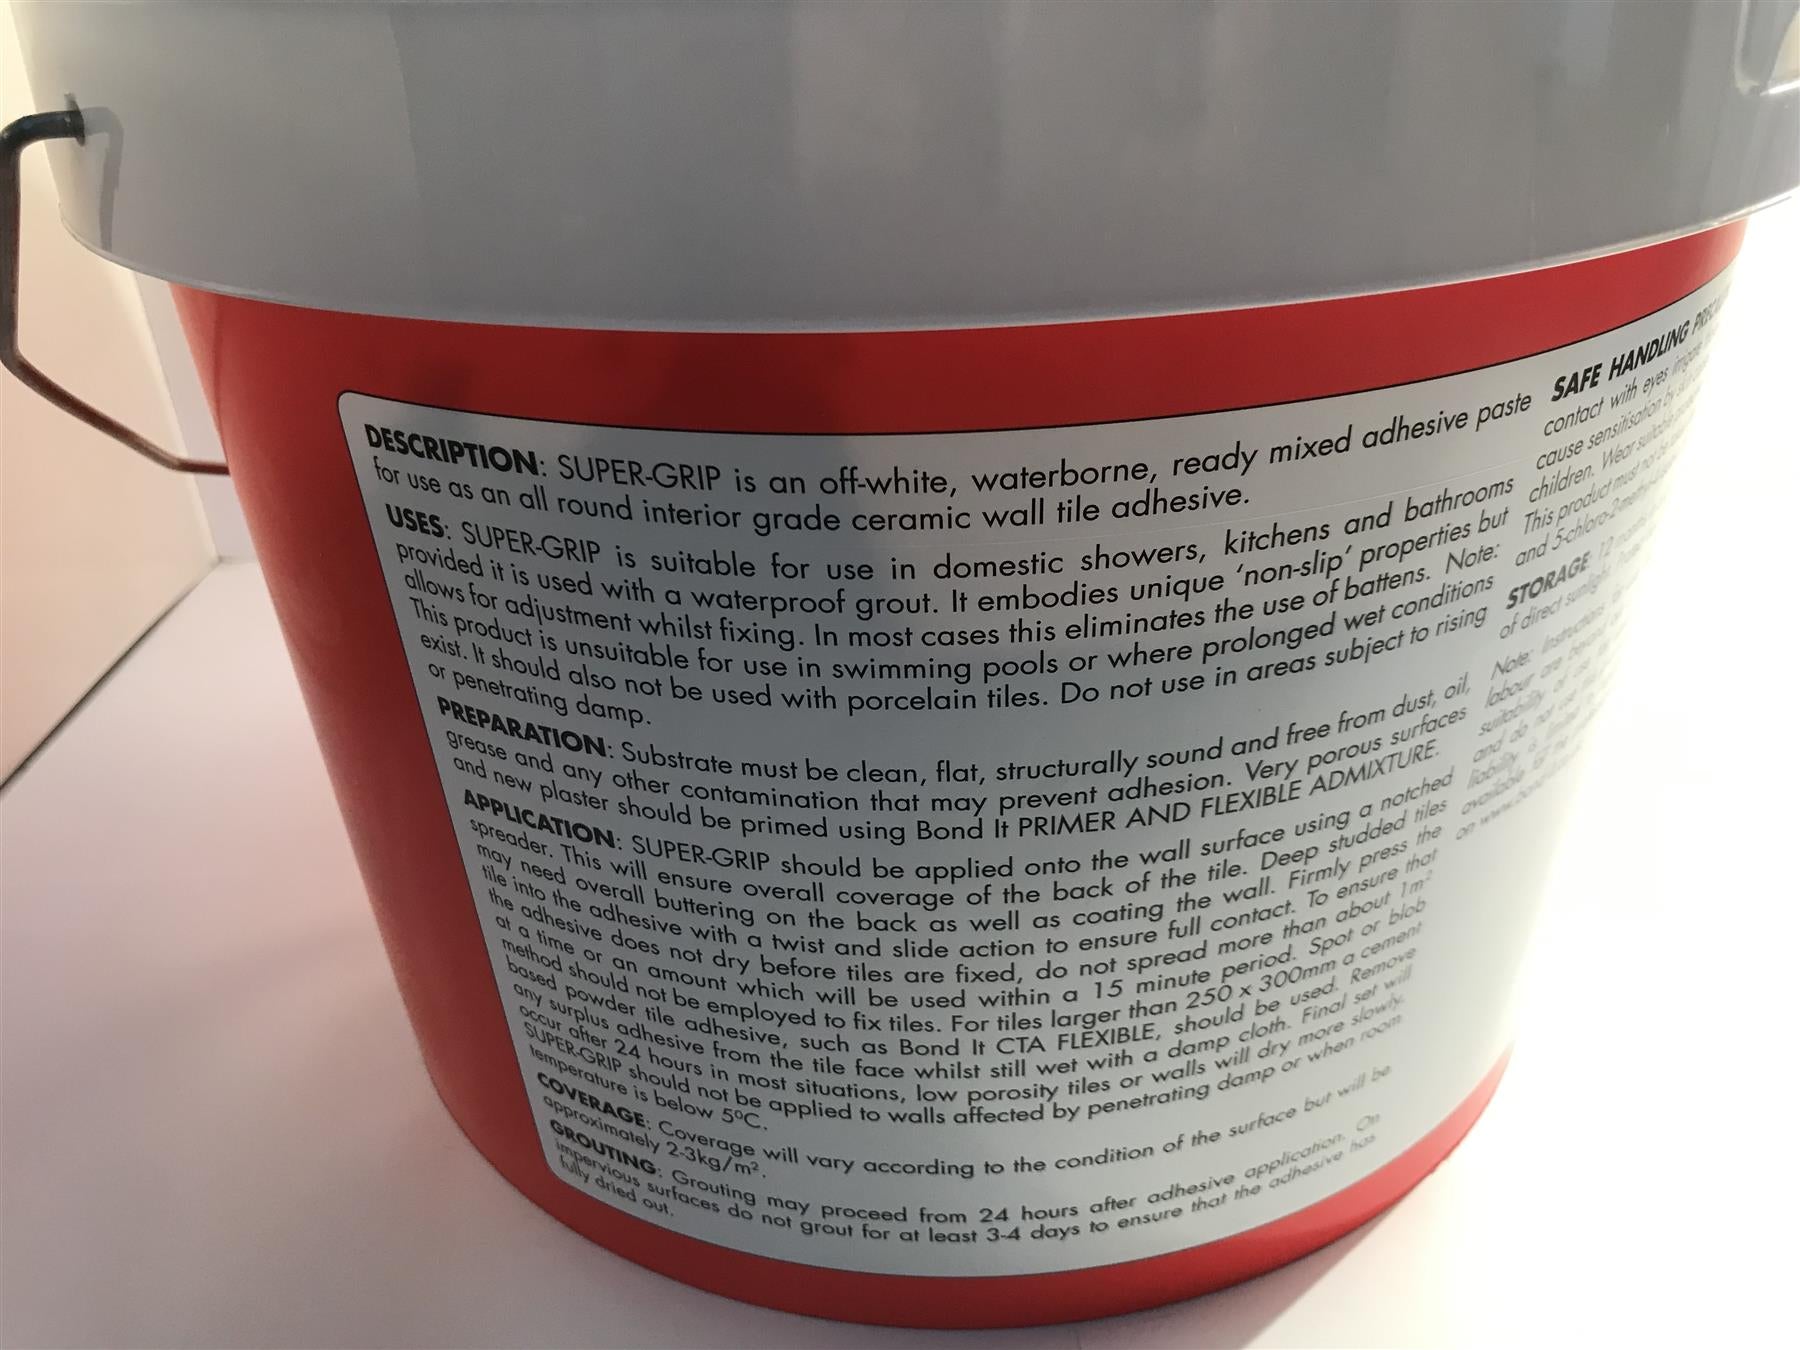 DESCRIPTION: SUPER-GRIP is an off-white, waterborne, ready mixed adhesive paste
for use as an all round interior grade ceramic wall tile adhesive.
USES: SUPER-GRIP is suitable for use in domestic showers, kitchens and bathrooms
provided it is used with a waterproof grout. It embodies unique ‘non-slip’ properties but
allows for adjustment whilst fixing. In most cases this eliminates the use of battens. Note:
This product is unsuitable for use in swimming pools or where prolonged wet conditions
exist. It should also not be used with porcelain tiles. Do not use in areas subject to rising
or penetrating damp.
PREPARATION: Substrate must be clean, flat, structurally sound and free from dust, oil,
grease and any other contamination that may prevent adhesion. Very porous surfaces
and new plaster should be primed using Bond It PRIMER AND FLEXIBLE ADMIXTURE.
APPLICATION: SUPER-GRIP should be applied onto the wall surface using a notched
spreader. This will ensure overall coverage of the back of the tile. Deep studded tiles
may need overall buttering on the back as well as coating the wall. Firmly press the
tile into the adhesive with a twist and slide action to ensure full contact. To ensure that
the adhesive does not dry before tiles are fixed, do not spread more than about 1m²
at a time or an amount which will be used within a 15 minute period. Spot or blob
method should not be employed to fix tiles. For tiles larger than 250 x 300mm a cement
based powder tile adhesive, such as Bond It CTA FLEXIBLE, should be used. Remove
any surplus adhesive from the tile face whilst still wet with a damp cloth. Final set will
occur after 24 hours in most situations, low porosity tiles or walls will dry more slowly.
SUPER-GRIP should not be applied to walls affected by penetrating damp or when room
temperature is below 5ºC.
COVERAGE: Coverage will vary according to the condition of the surface but will be
approximately 2-3kg/m².
GROUTING: Grouting may proceed from 24 hours after adhesive application. On
impervious surfaces do not grout for at least 3-4 days to ensure that the adhesive has
fully dried out.
SAFE HANDLING
contact with eyes
cause sensitisation by
children. Wear suitable
This product must not be
and 5-chloro-2-methyl
STORAGE: 12
of direct sunlight.
Note: Instructions
labour are beyond
suitability of
and do not use
liability is
available
on